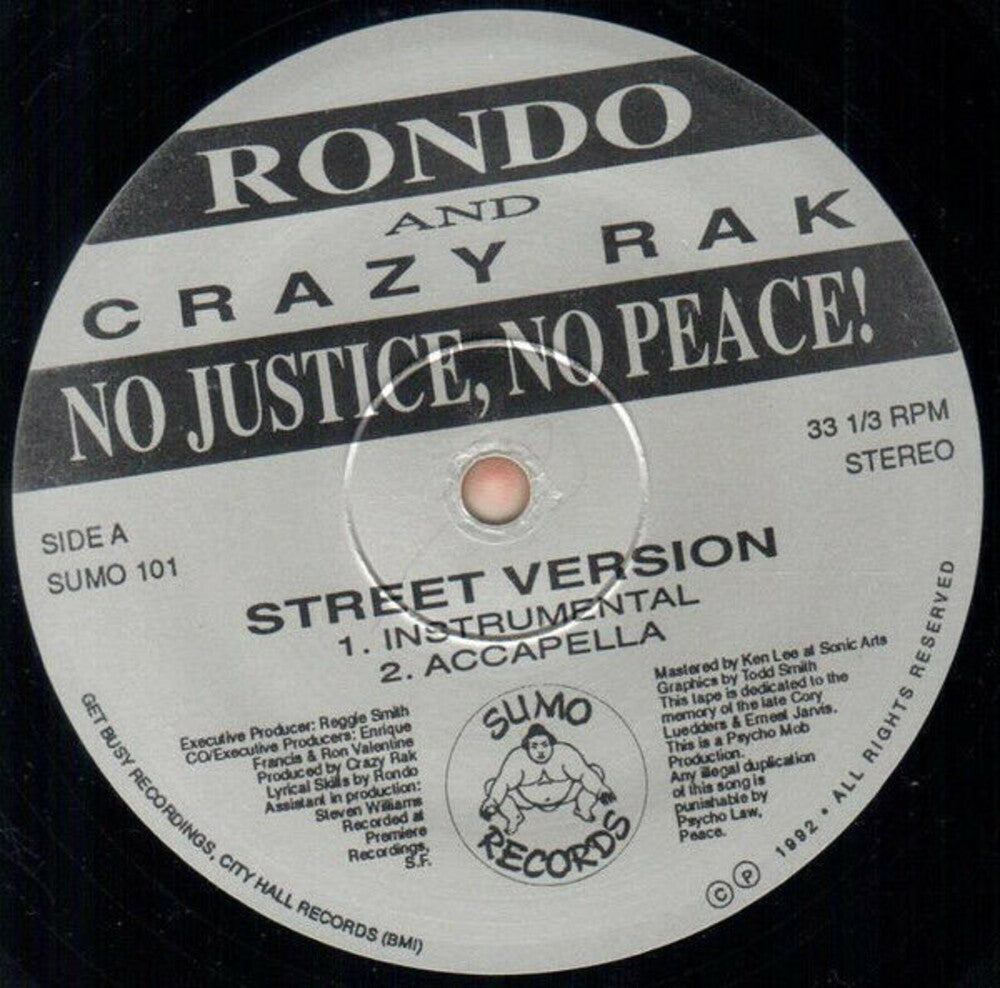 RONDO
AND
CRAZY RAK
NO JUSTICE, NO PEACE!
33 1/3 RPM
STEREO
SIDE A
SUMO 101
STREET VERSION
1. INSTRUMENTAL
2. ACCAPELLA
Executive Producer: Reggie Smith
CO/Executive Producers: Enrique
Francis & Ron Valentine
Produced by Crazy Rak
Lyrical Skills by Rondo
Assistant in production:
Steven Williams
Recorded at
Premiere
Recordings,
S.F.
SUMO
RECORDS
Mastered by Ken Lee at Sonic Arts
Graphics by Todd Smith
This tape is dedicated to the
memory of the late Cory
Luedders & Ernest Jarvis.
This is a Psycho Mob
Production.
Any illegal duplication
of this song is
punishable by
Psycho Law,
Peace.
GET BUSY RECORDINGS, CITY HALL RECORDS (BMI)
© ℗ 1992 • ALL RIGHTS RESERVED